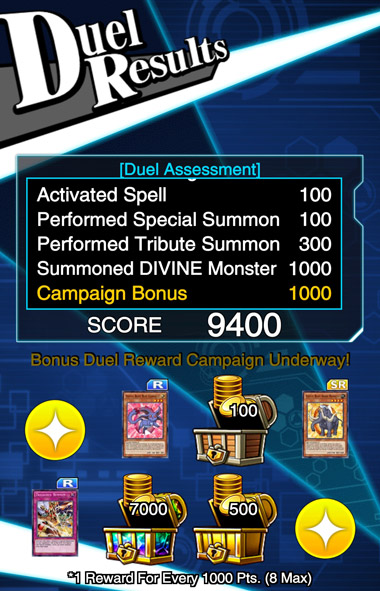 Duel
Results
[Duel Assessment]
Activated Spell 100
Performed Special Summon 100
Performed Tribute Summon 300
Summoned DIVINE Monster 1000
Campaign Bonus 1000
SCORE 9400
Bonus Duel Reward Campaign Underway!
R
SR
100
R
7000
500
*1 Reward For Every 1000 Pts. (8 Max)